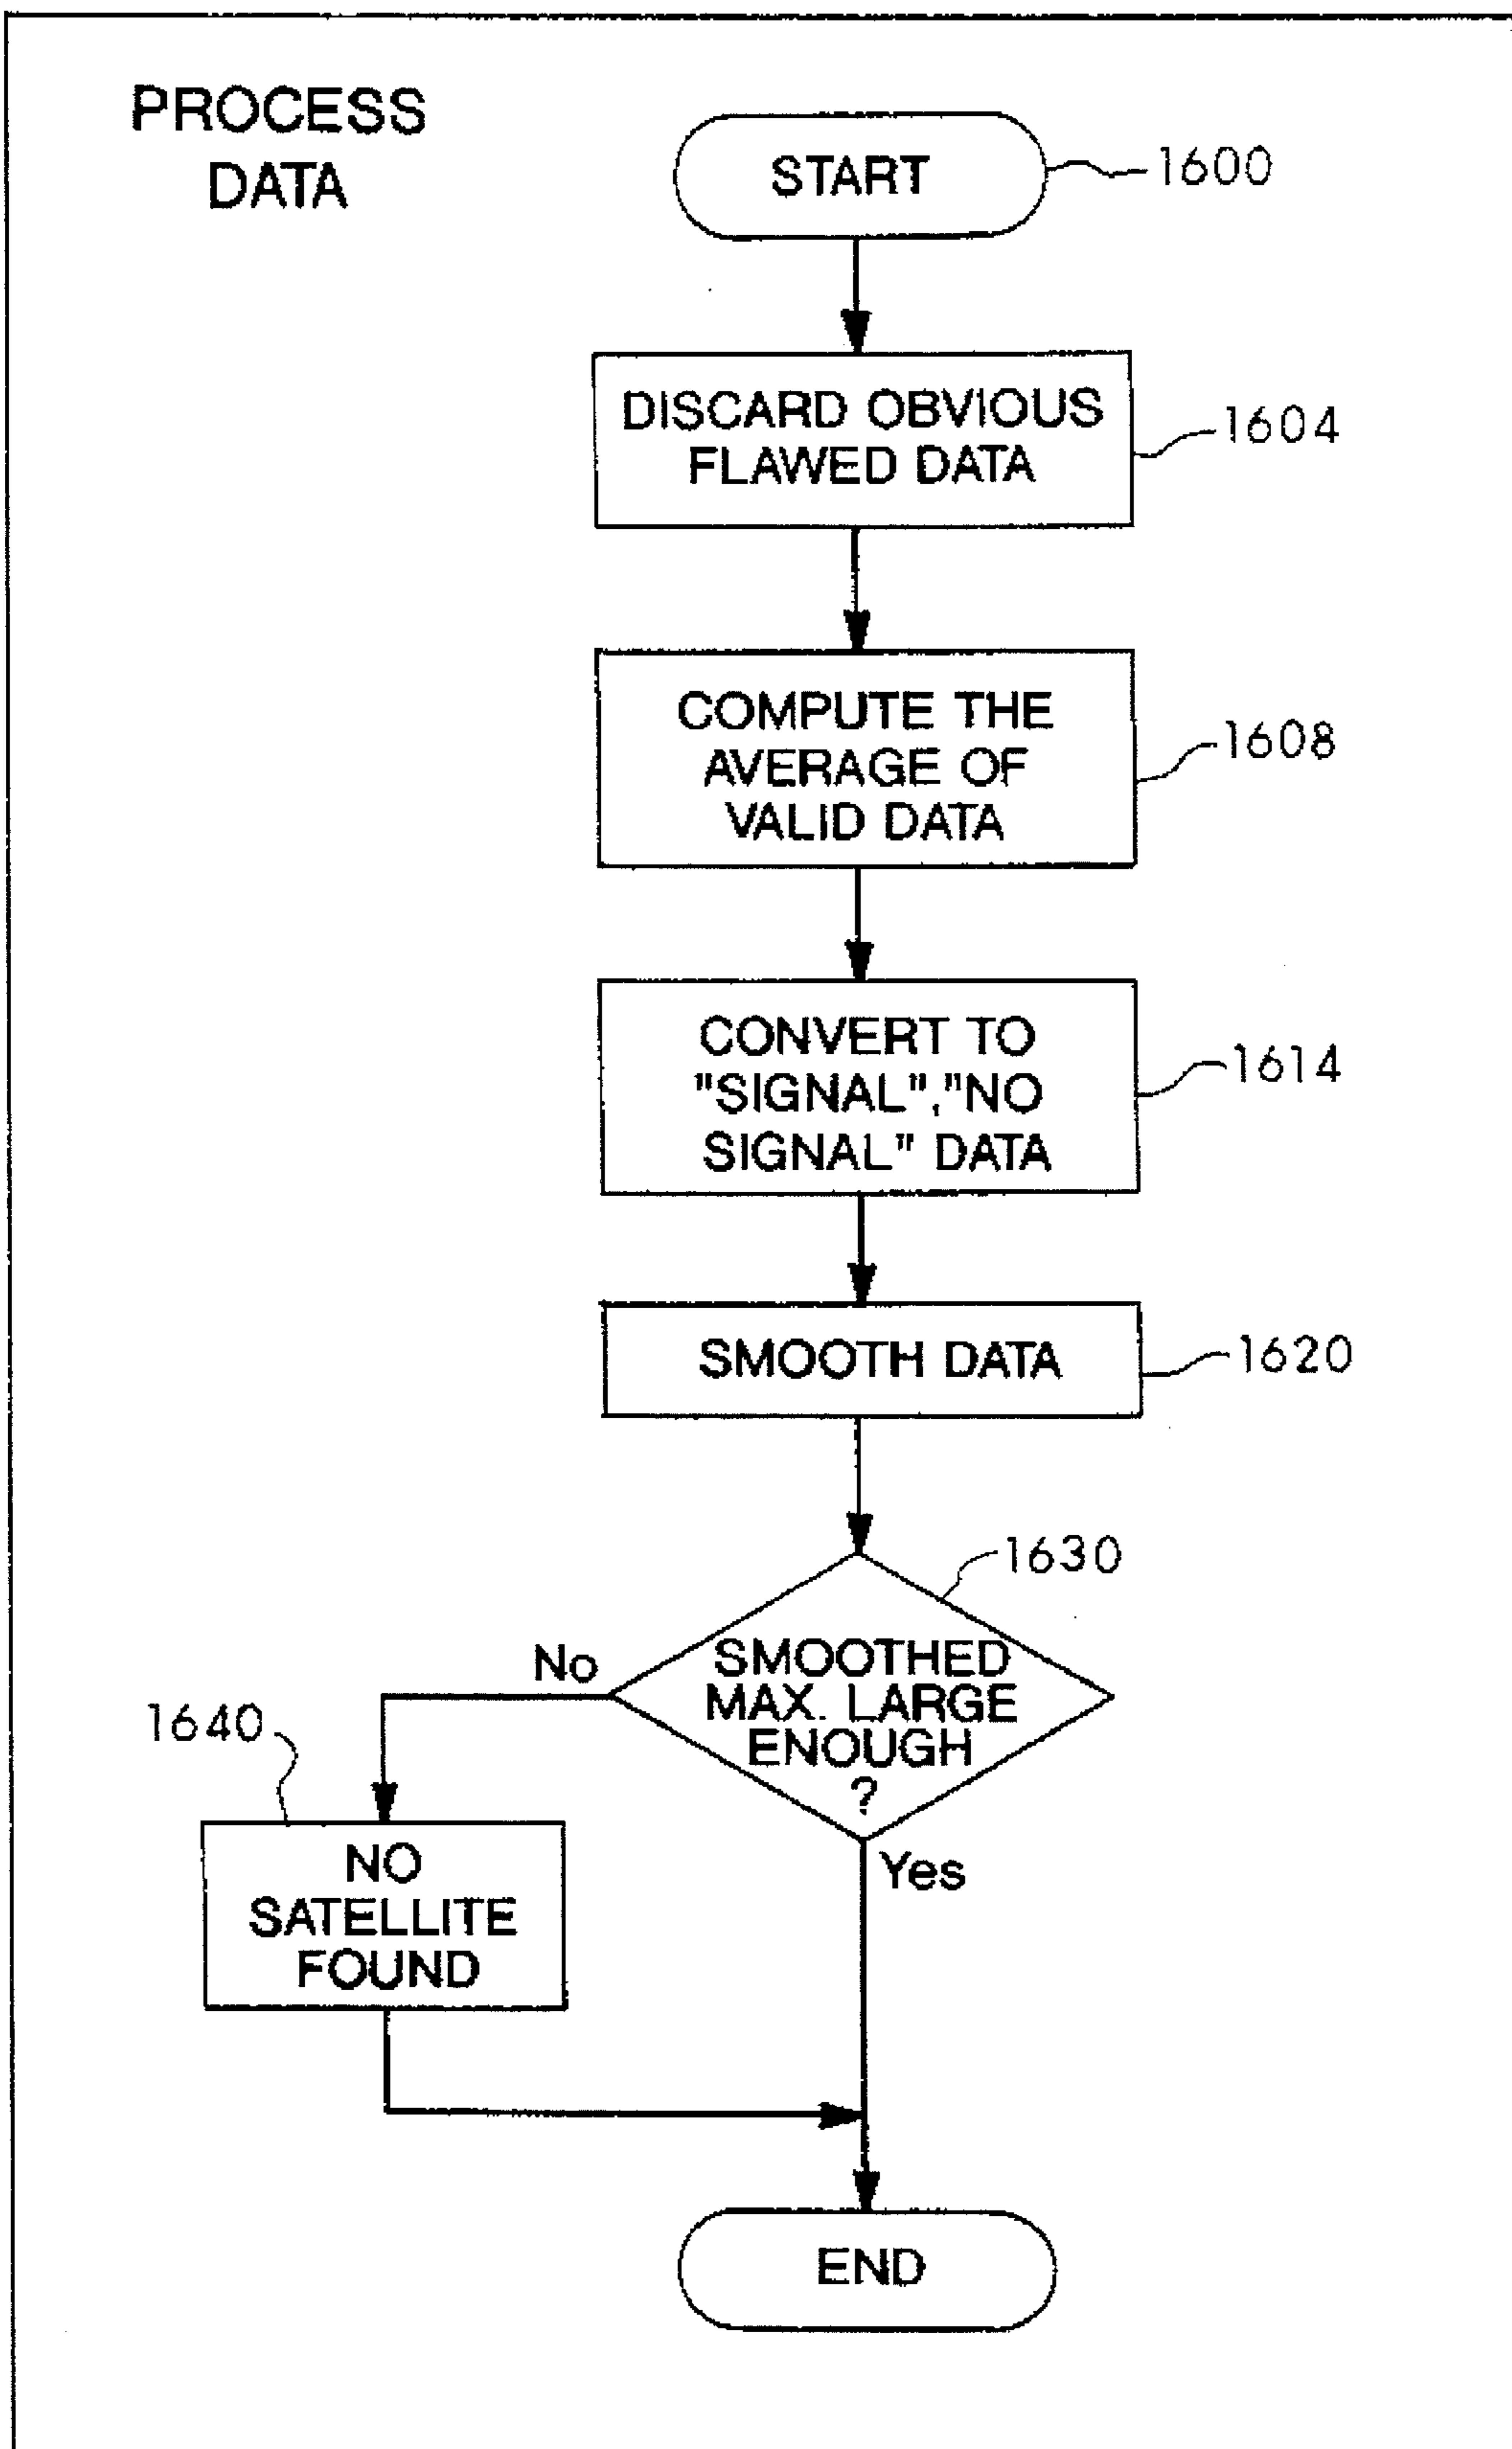 PROCESS
DATA
START
1600
DISCARD OBVIOUS
FLAWED DATA
1604
COMPUTE THE
AVERAGE OF
VALID DATA
1608
CONVERT TO
"SIGNAL","NO
SIGNAL" DATA
1614
SMOOTH DATA
1620
1630
SMOOTHED
MAX. LARGE
ENOUGH
?
No
1640
Yes
NO
SATELLITE
FOUND
END